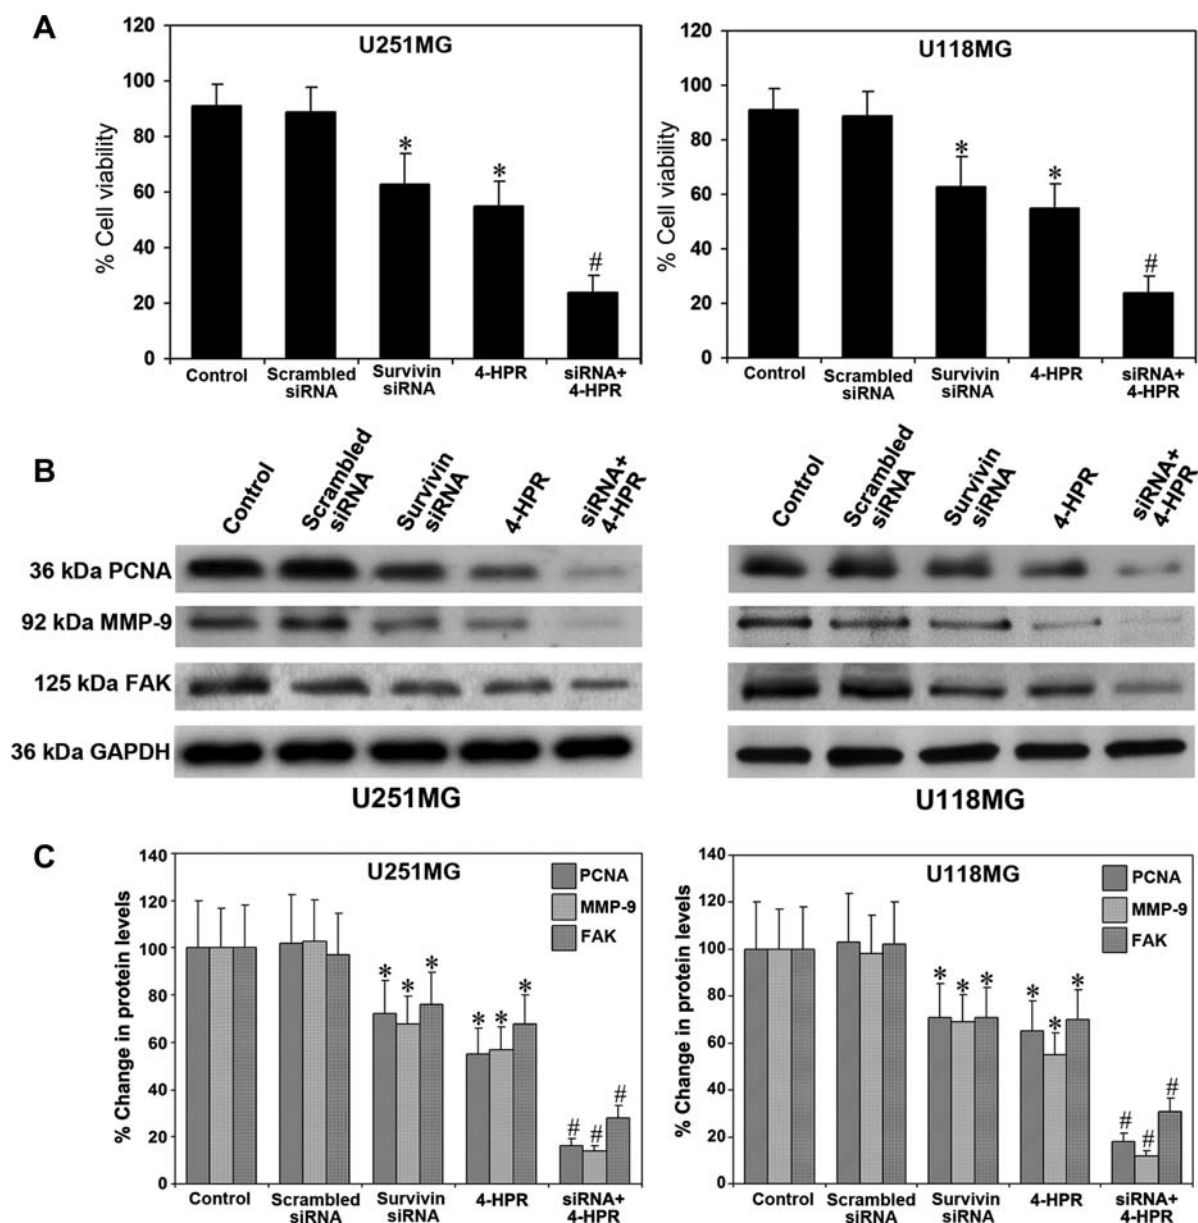 A
U251MG
% Cell viability
120
100
80
60
40
20
0
*
*
#
Control
Scrambled
siRNA
Survivin
siRNA
4-HPR
siRNA+
4-HPR
U118MG
% Cell viability
120
100
80
60
40
20
0
*
*
#
Control
Scrambled
siRNA
Survivin
siRNA
4-HPR
siRNA+
4-HPR
B
Control
Scrambled
siRNA
Survivin
siRNA
4-HPR
siRNA+
4-HPR
Control
Scrambled
siRNA
Survivin
siRNA
4-HPR
siRNA+
4-HPR
36 kDa PCNA
92 kDa MMP-9
125 kDa FAK
36 kDa GAPDH
U251MG
U118MG
C
U251MG
% Change in protein levels
140
120
100
80
60
40
20
0
PCNA
MMP-9
FAK
* * *
* * *
# # #
Control
Scrambled
siRNA
Survivin
siRNA
4-HPR
siRNA+
4-HPR
U118MG
% Change in protein levels
140
120
100
80
60
40
20
0
PCNA
MMP-9
FAK
* * *
* * *
# # #
Control
Scrambled
siRNA
Survivin
siRNA
4-HPR
siRNA+
4-HPR